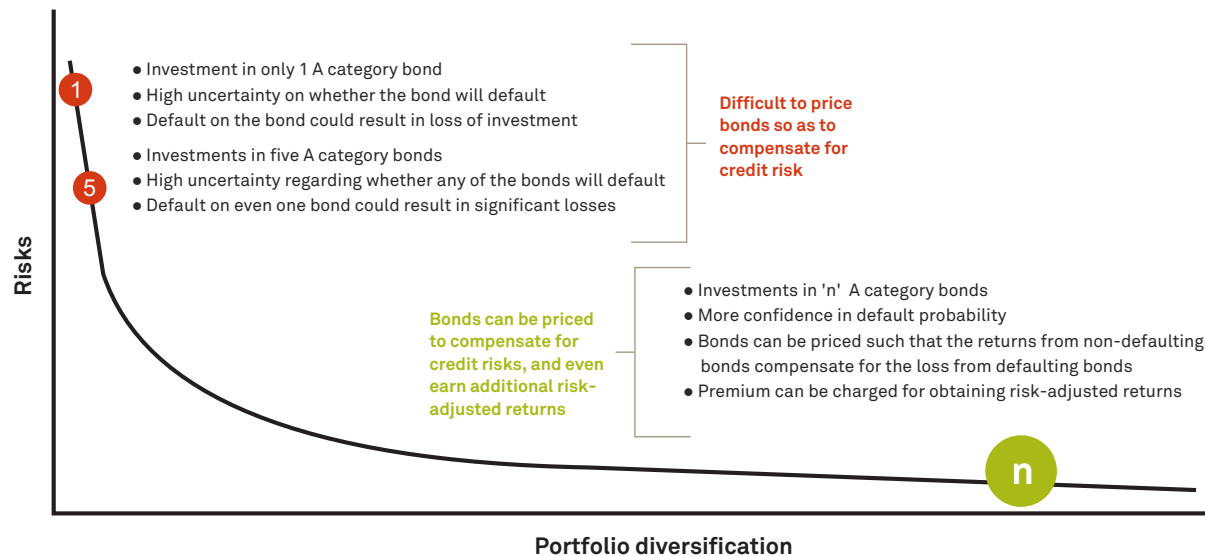 1
● Investment in only 1 A category bond
● High uncertainty on whether the bond will default
● Default on the bond could result in loss of investment
Difficult to price
bonds so as to
compensate for
credit risk
5
● Investments in five A category bonds
● High uncertainty regarding whether any of the bonds will default
● Default on even one bond could result in significant losses
Risks
Bonds can be priced
to compensate for
credit risks, and even
earn additional risk-
adjusted returns
● Investments in 'n' A category bonds
● More confidence in default probability
● Bonds can be priced such that the returns from non-defaulting
bonds compensate for the loss from defaulting bonds
● Premium can be charged for obtaining risk-adjusted returns
n
Portfolio diversification